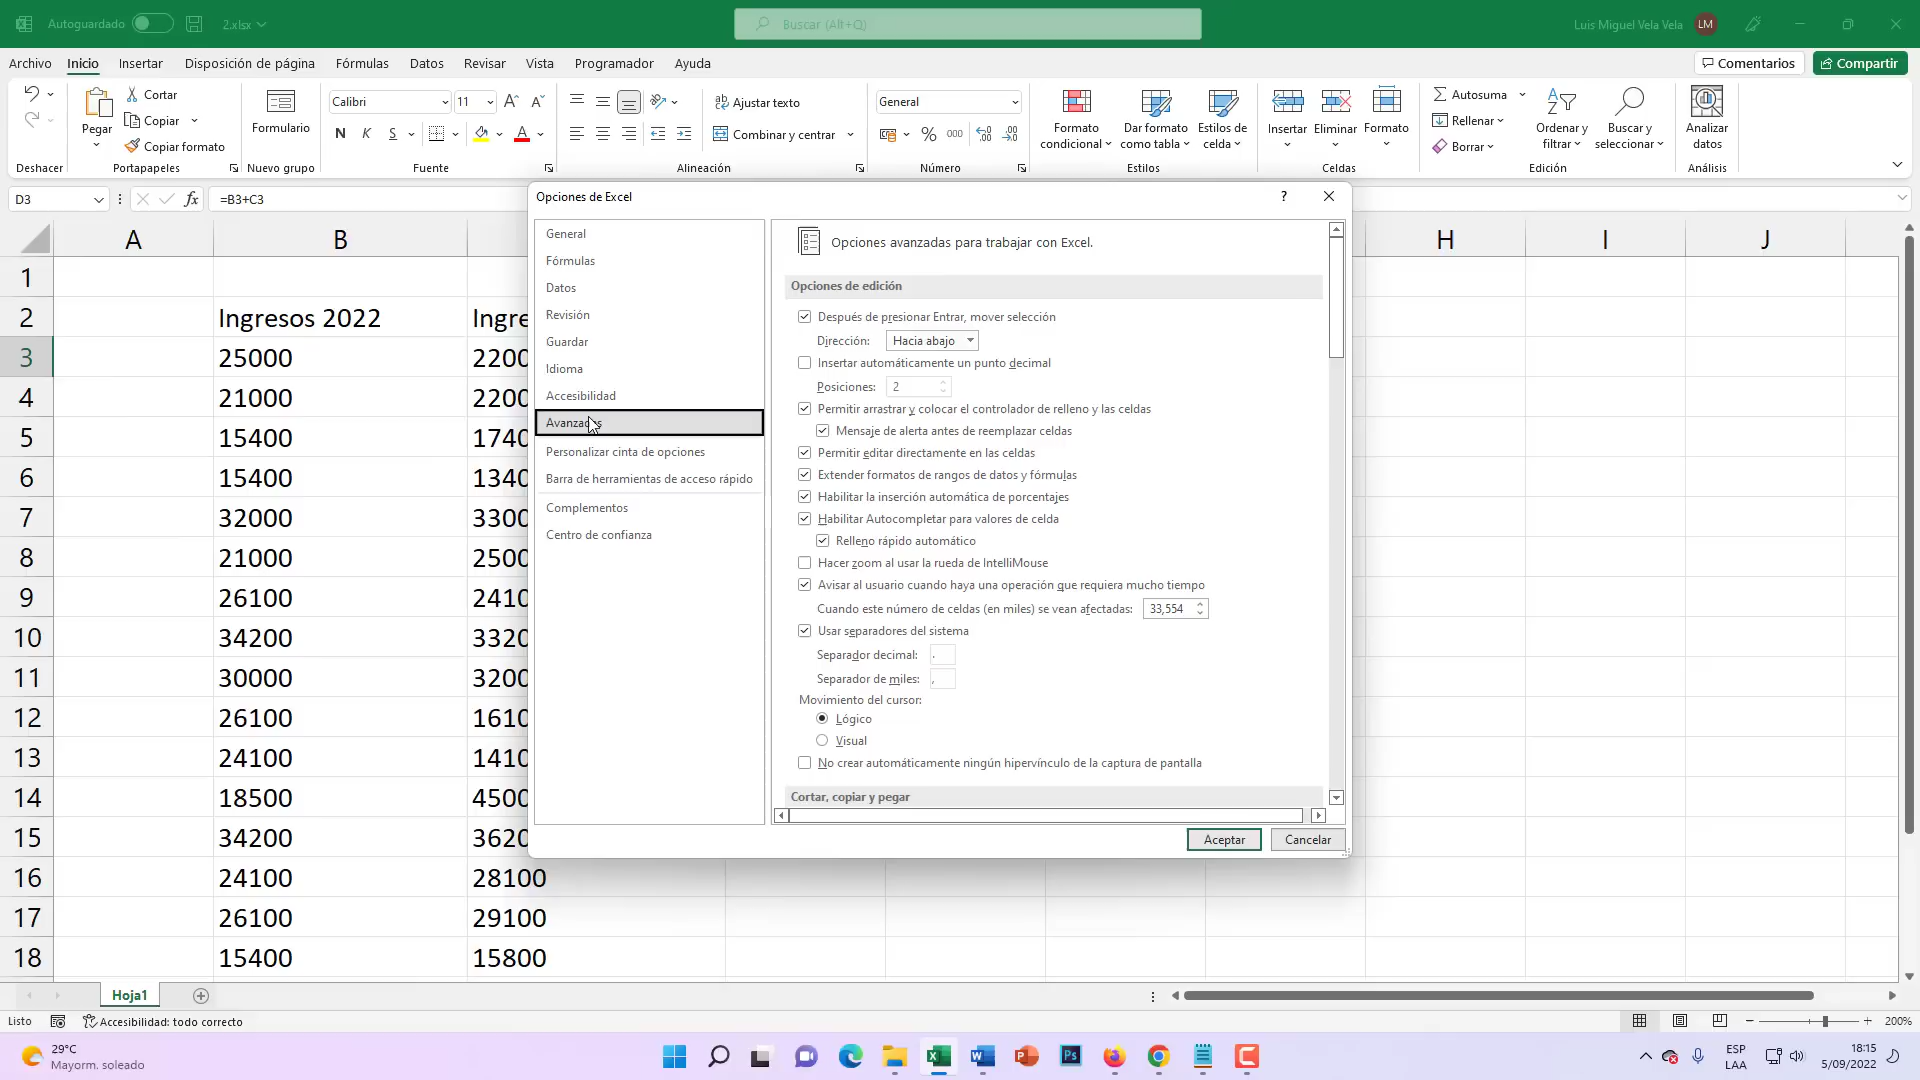 Autoguardado
2.xlsx
Buscar (Alt+Q)
Luis Miguel Vela Vela
LM
Archivo
Inicio
Insertar
Disposición de página
Fórmulas
Datos
Revisar
Vista
Programador
Ayuda
Comentarios
Compartir
Deshacer
Pegar
Cortar
Copiar
Copiar formato
Portapapeles
Formulario
Nuevo grupo
Calibri
11
N K S
Fuente
Ajustar texto
Combinar y centrar
Alineación
General
% 000
Número
Formato condicional
Dar formato como tabla
Estilos de celda
Estilos
Insertar
Eliminar
Formato
Celdas
Autosuma
Rellenar
Borrar
Ordenar y filtrar
Buscar y seleccionar
Edición
Analizar datos
Análisis
D3
fx
=B3+C3
A B H I J
1
2 Ingresos 2022 Ingre
3 25000 2200
4 21000 2200
5 15400 1740
6 15400 1340
7 32000 3300
8 21000 2500
9 26100 2410
10 34200 3320
11 30000 3200
12 26100 1610
13 24100 1410
14 18500 4500
15 34200 3620
16 24100 28100
17 26100 29100
18 15400 15800
Opciones de Excel
?
General
Fórmulas
Datos
Revisión
Guardar
Idioma
Accesibilidad
Avanzadas
Personalizar cinta de opciones
Barra de herramientas de acceso rápido
Complementos
Centro de confianza
Opciones avanzadas para trabajar con Excel.
Opciones de edición
Después de presionar Entrar, mover selección
Dirección: Hacia abajo
Insertar automáticamente un punto decimal
Posiciones: 2
Permitir arrastrar y colocar el controlador de relleno y las celdas
Mensaje de alerta antes de reemplazar celdas
Permitir editar directamente en las celdas
Extender formatos de rangos de datos y fórmulas
Habilitar la inserción automática de porcentajes
Habilitar Autocompletar para valores de celda
Relleno rápido automático
Hacer zoom al usar la rueda de IntelliMouse
Avisar al usuario cuando haya una operación que requiera mucho tiempo
Cuando este número de celdas (en miles) se vean afectadas: 33,554
Usar separadores del sistema
Separador decimal: .
Separador de miles: ,
Movimiento del cursor:
Lógico
Visual
No crear automáticamente ningún hipervínculo de la captura de pantalla
Cortar, copiar y pegar
Aceptar
Cancelar
Hoja1
Listo
Accesibilidad: todo correcto
200%
29°C
Mayorm. soleado
ESP
LAA
18:15
5/09/2022